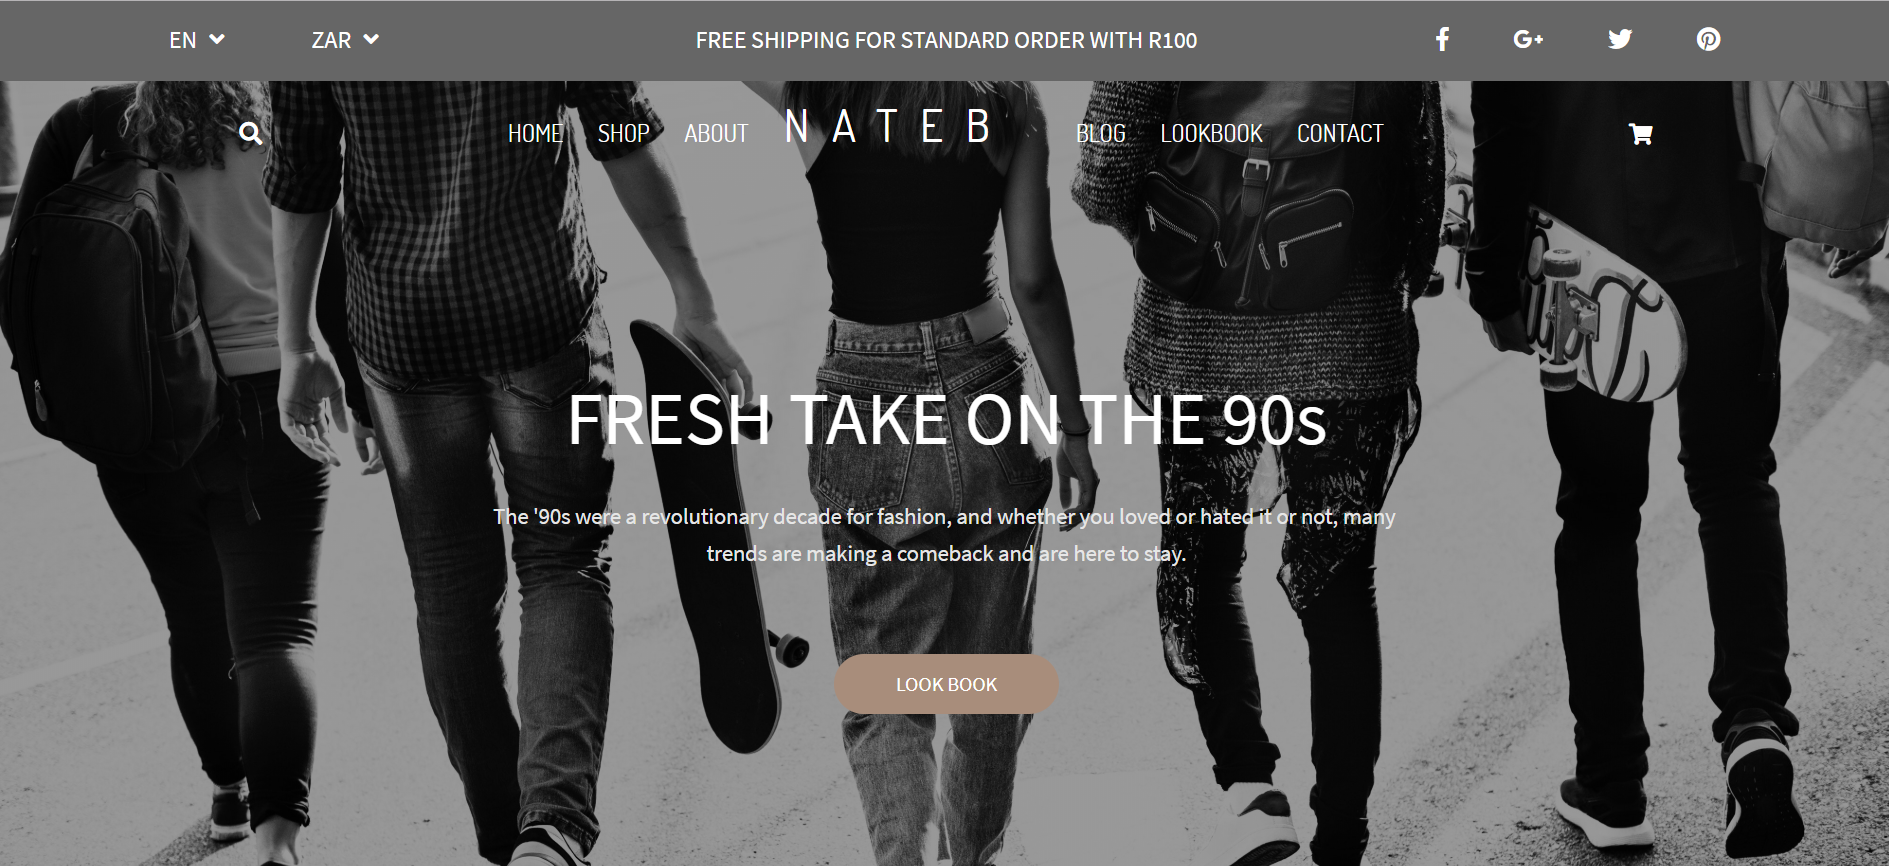 EN
ZAR
FREE SHIPPING FOR STANDARD ORDER WITH R100
HOME
SHOP
ABOUT
NATEB
BLOG
LOOKBOOK
CONTACT
FRESH TAKE ON THE 90s
The '90s were a revolutionary decade for fashion, and whether you loved or hated it or not, many
trends are making a comeback and are here to stay.
LOOK BOOK